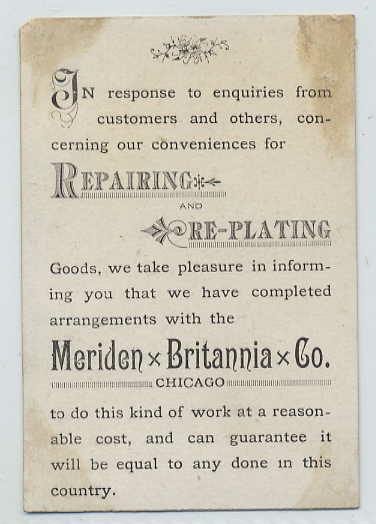 In response to enquiries from
customers and others, con-
cerning our conveniences for
REPAIRING
AND
RE-PLATING
Goods, we take pleasure in inform-
ing you that we have completed
arrangements with the
Meriden x Britannia x Co.
CHICAGO
to do this kind of work at a reason-
able cost, and can guarantee it
will be equal to any done in this
country.